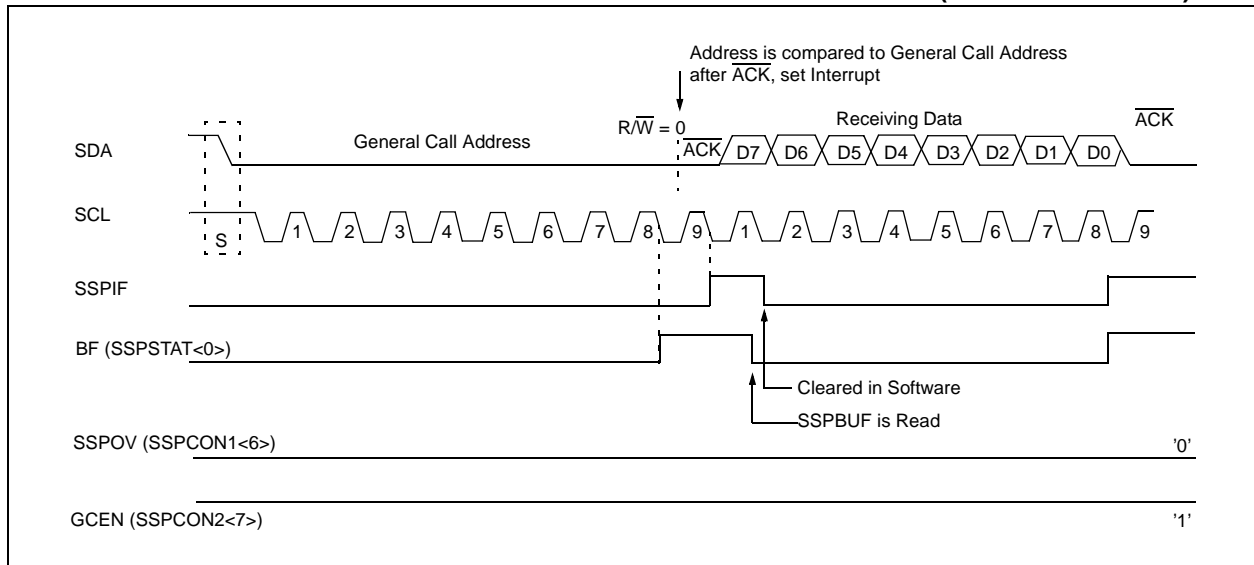 Address is compared to General Call Address
after ACK, set Interrupt
R/W = 0
Receiving Data
ACK
SDA
General Call Address
ACK D7 D6 D5 D4 D3 D2 D1 D0
SCL
S
1 2 3 4 5 6 7 8 9 1 2 3 4 5 6 7 8 9
SSPIF
BF (SSPSTAT<0>)
Cleared in Software
SSPBUF is Read
SSPOV (SSPCON1<6>)
'0'
GCEN (SSPCON2<7>)
'1'